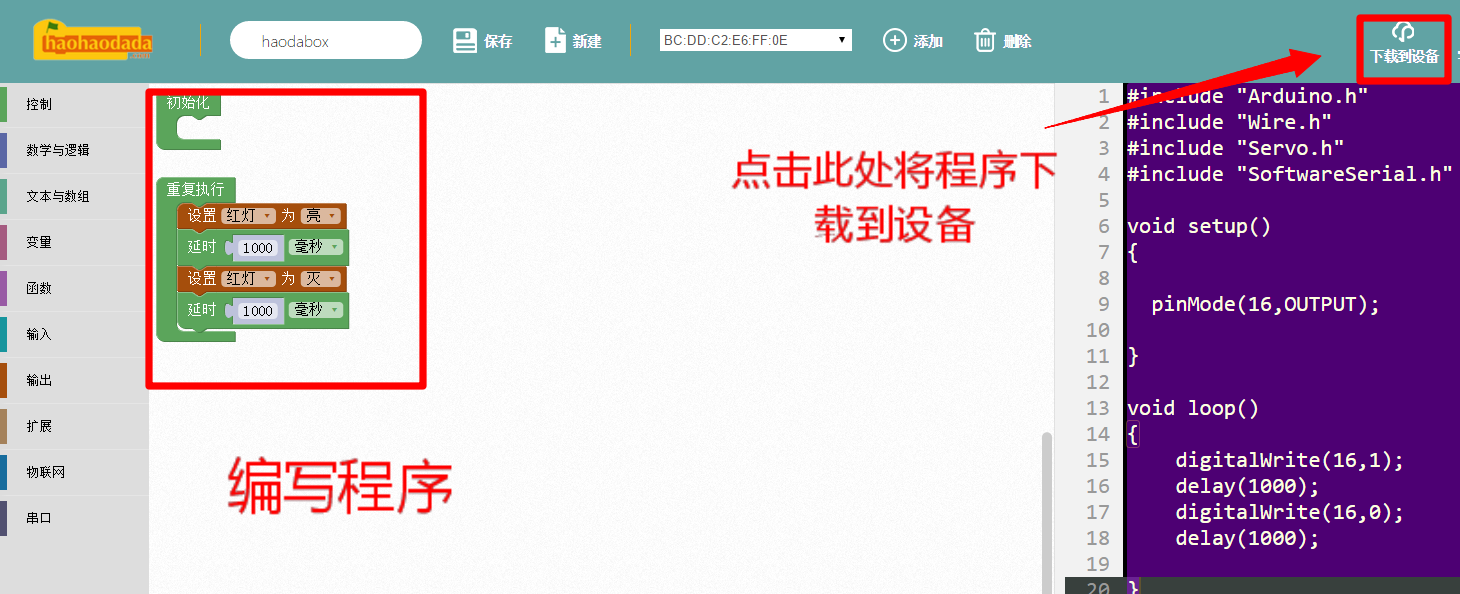 haohaodada
.com
haodabox
保存
新建
BC:DD:C2:E6:FF:0E
添加
删除
下载到设备
控制
数学与逻辑
文本与数组
变量
函数
输入
输出
扩展
物联网
串口
初始化
重复执行
设置 红灯 为 亮
延时 1000 毫秒
设置 红灯 为 灭
延时 1000 毫秒
编写程序
点击此处将程序下
载到设备
1 #include "Arduino.h"
2 #include "Wire.h"
3 #include "Servo.h"
4 #include "SoftwareSerial.h"
5
6 void setup()
7 {
8
9 pinMode(16,OUTPUT);
10
11 }
12
13 void loop()
14 {
15 digitalWrite(16,1);
16 delay(1000);
17 digitalWrite(16,0);
18 delay(1000);
19
20 }